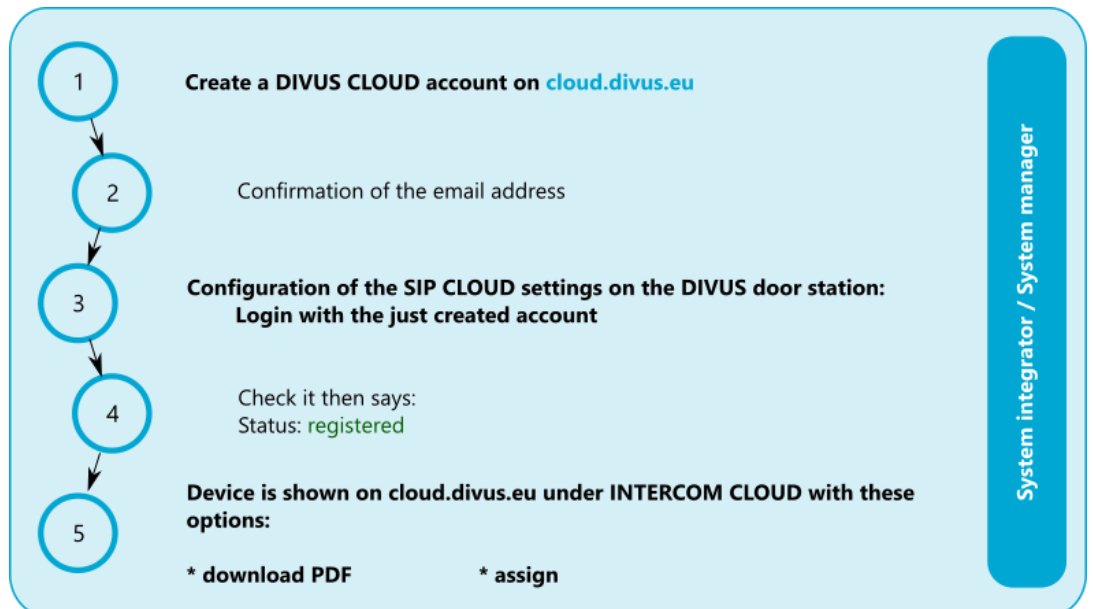 1
Create a DIVUS CLOUD account on cloud.divus.eu
2
Confirmation of the email address
3
Configuration of the SIP CLOUD settings on the DIVUS door station:
Login with the just created account
4
Check it then says:
Status: registered
5
Device is shown on cloud.divus.eu under INTERCOM CLOUD with these
options:
* download PDF * assign
System integrator / System manager